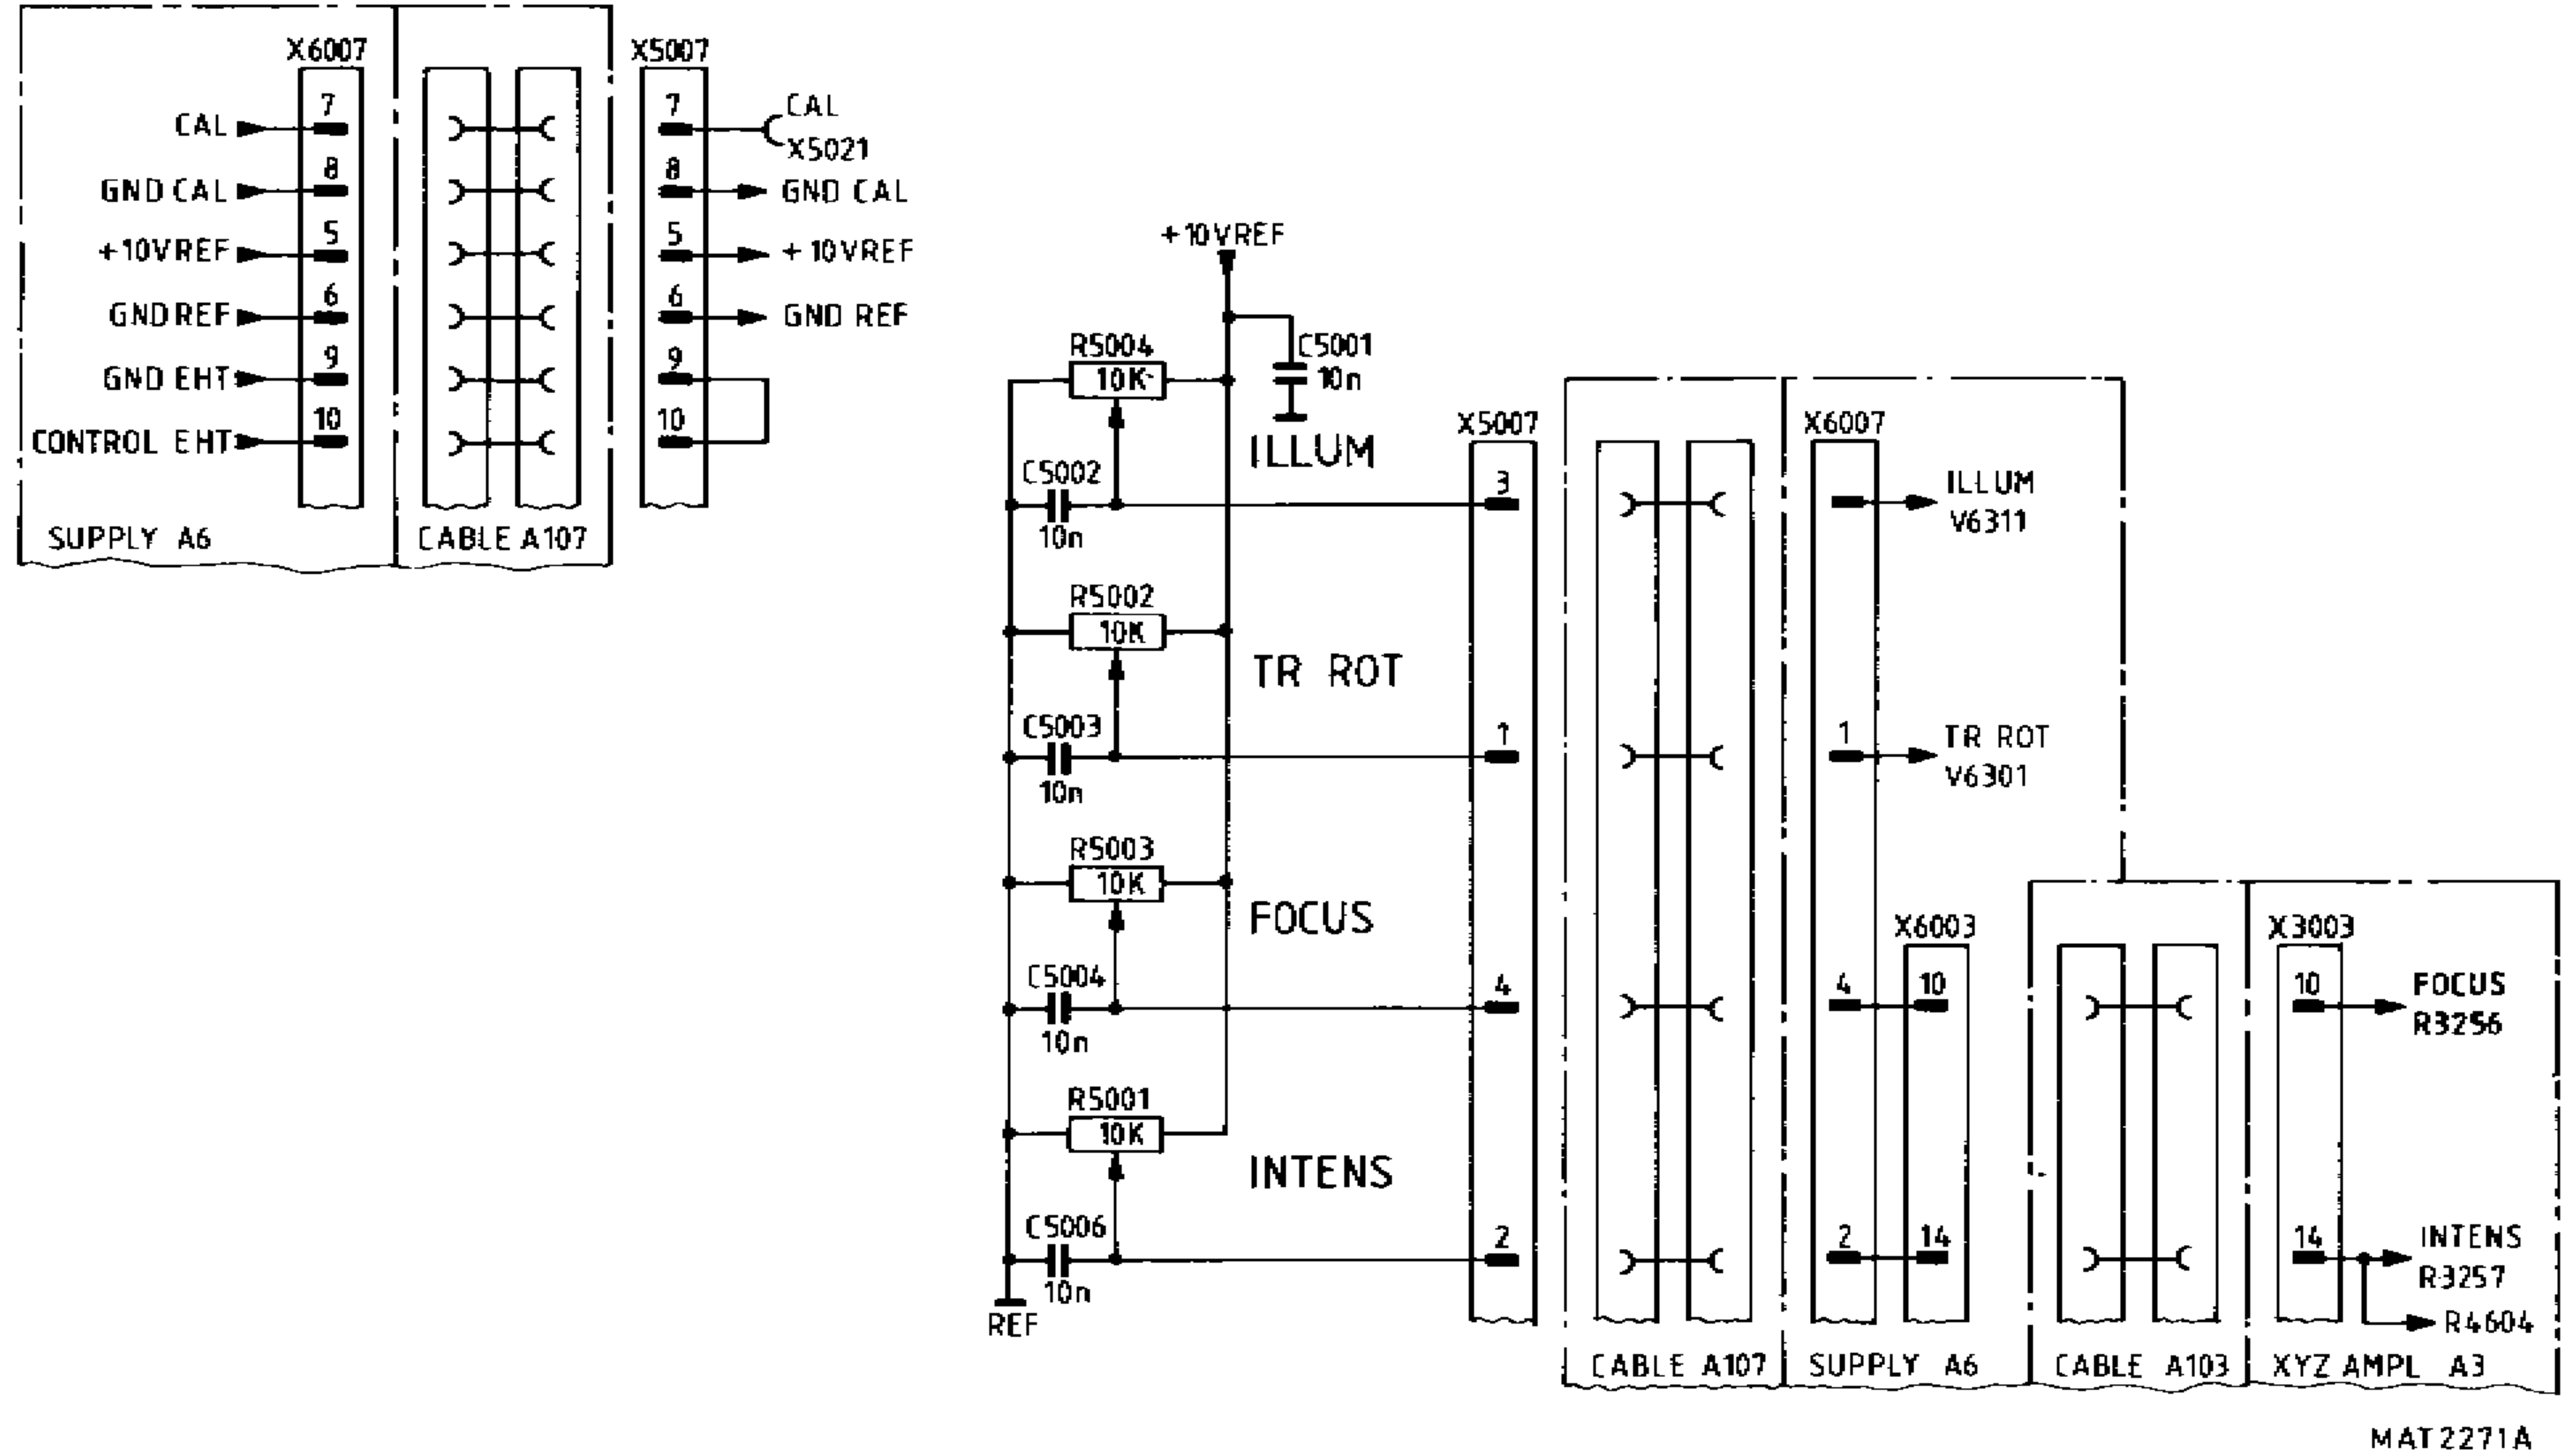 X6007
X5007
7
7
CAL
CAL
X5021
8
8
GND CAL
GND CAL
5
5
+10VREF
+10VREF
6
6
GND REF
GND REF
9
9
GND EHT
10
10
CONTROL EHT
SUPPLY A6
CABLE A107
+10VREF
R5004
10K
C5001
10n
ILLUM
C5002
10n
R5002
10K
TR ROT
C5003
10n
R5003
10K
FOCUS
C5004
10n
R5001
10K
INTENS
C5006
10n
REF
X5007
3
1
4
2
X6007
ILLUM
V6311
1
TR ROT
V6301
X6003
4
10
2
14
X3003
10
FOCUS
R3256
14
INTENS
R3257
R4604
CABLE A107
SUPPLY A6
CABLE A103
XYZ AMPL A3
MAT2271A